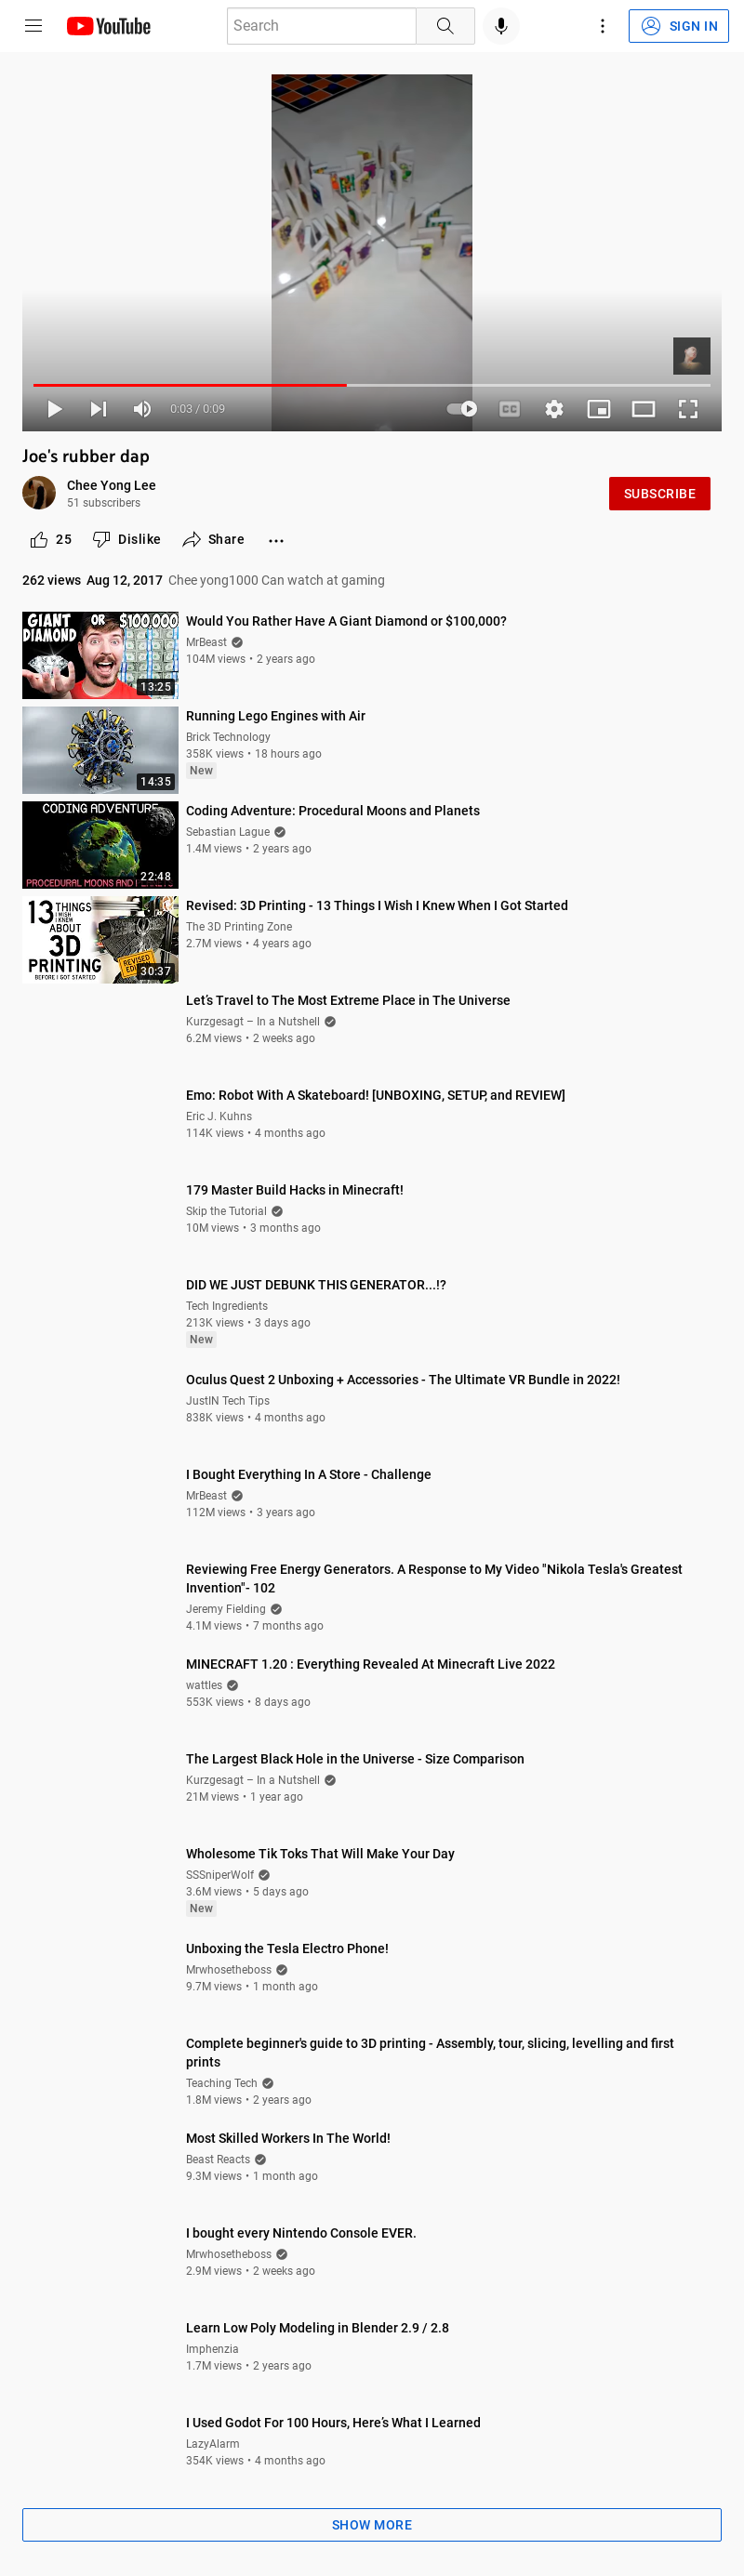 YouTube
Search
SIGN IN
0:03 / 0:09
CC
Joe's rubber dap
Chee Yong Lee
51 subscribers
SUBSCRIBE
25
Dislike
Share
262 views Aug 12, 2017 Chee yong1000 Can watch at gaming
GIANT DIAMOND OR $100,000
13:25
Would You Rather Have A Giant Diamond or $100,000?
MrBeast
104M views • 2 years ago
14:35
Running Lego Engines with Air
Brick Technology
358K views • 18 hours ago
New
CODING ADVENTURE
PROCEDURAL MOONS AND PLANETS
22:48
Coding Adventure: Procedural Moons and Planets
Sebastian Lague
1.4M views • 2 years ago
13 THINGS
I WISH
I KNEW
ABOUT
3D
PRINTING
BEFORE I GOT STARTED
REVISED
30:37
Revised: 3D Printing - 13 Things I Wish I Knew When I Got Started
The 3D Printing Zone
2.7M views • 4 years ago
Let’s Travel to The Most Extreme Place in The Universe
Kurzgesagt – In a Nutshell
6.2M views • 2 weeks ago
Emo: Robot With A Skateboard! [UNBOXING, SETUP, and REVIEW]
Eric J. Kuhns
114K views • 4 months ago
179 Master Build Hacks in Minecraft!
Skip the Tutorial
10M views • 3 months ago
DID WE JUST DEBUNK THIS GENERATOR...!?
Tech Ingredients
213K views • 3 days ago
New
Oculus Quest 2 Unboxing + Accessories - The Ultimate VR Bundle in 2022!
JustIN Tech Tips
838K views • 4 months ago
I Bought Everything In A Store - Challenge
MrBeast
112M views • 3 years ago
Reviewing Free Energy Generators. A Response to My Video "Nikola Tesla's Greatest
Invention"- 102
Jeremy Fielding
4.1M views • 7 months ago
MINECRAFT 1.20 : Everything Revealed At Minecraft Live 2022
wattles
553K views • 8 days ago
The Largest Black Hole in the Universe - Size Comparison
Kurzgesagt – In a Nutshell
21M views • 1 year ago
Wholesome Tik Toks That Will Make Your Day
SSSniperWolf
3.6M views • 5 days ago
New
Unboxing the Tesla Electro Phone!
Mrwhosetheboss
9.7M views • 1 month ago
Complete beginner's guide to 3D printing - Assembly, tour, slicing, levelling and first
prints
Teaching Tech
1.8M views • 2 years ago
Most Skilled Workers In The World!
Beast Reacts
9.3M views • 1 month ago
I bought every Nintendo Console EVER.
Mrwhosetheboss
2.9M views • 2 weeks ago
Learn Low Poly Modeling in Blender 2.9 / 2.8
Imphenzia
1.7M views • 2 years ago
I Used Godot For 100 Hours, Here’s What I Learned
LazyAlarm
354K views • 4 months ago
SHOW MORE